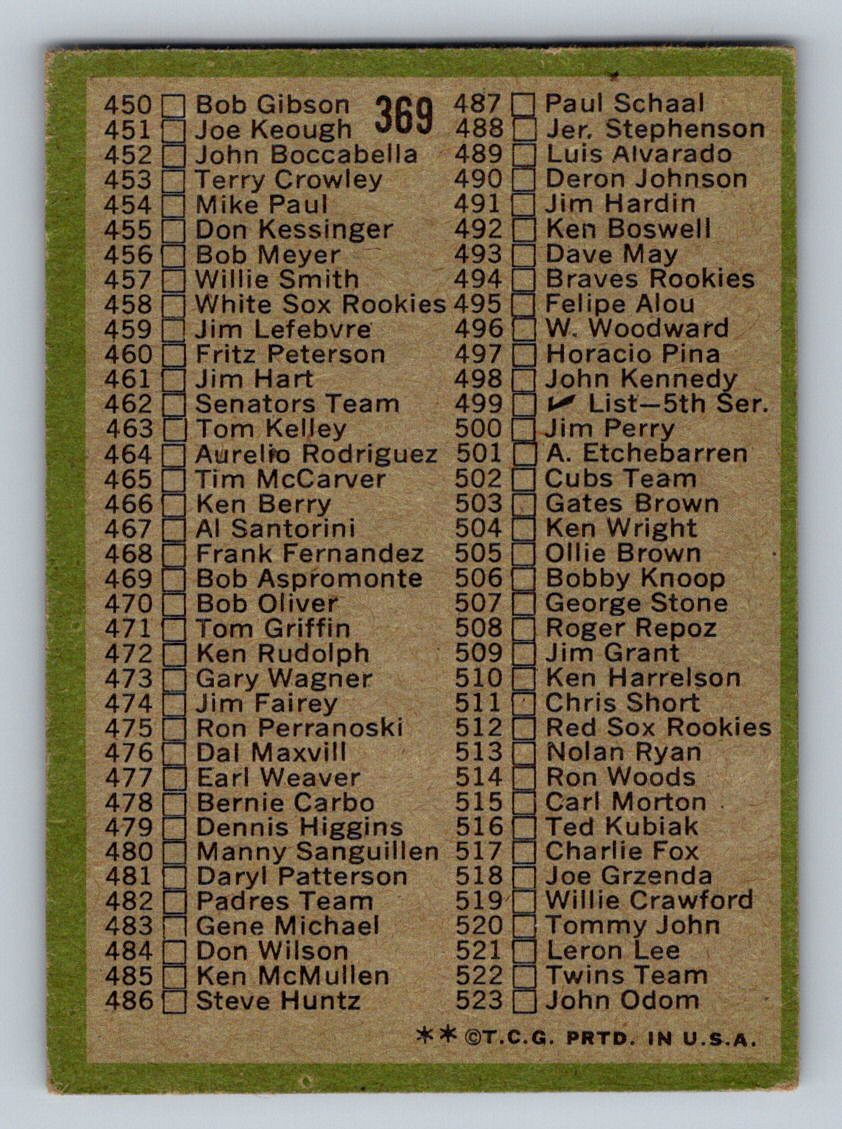 369
450 Bob Gibson
451 Joe Keough
452 John Boccabella
453 Terry Crowley
454 Mike Paul
455 Don Kessinger
456 Bob Meyer
457 Willie Smith
458 White Sox Rookies
459 Jim Lefebvre
460 Fritz Peterson
461 Jim Hart
462 Senators Team
463 Tom Kelley
464 Aurelio Rodriguez
465 Tim McCarver
466 Ken Berry
467 Al Santorini
468 Frank Fernandez
469 Bob Aspromonte
470 Bob Oliver
471 Tom Griffin
472 Ken Rudolph
473 Gary Wagner
474 Jim Fairey
475 Ron Perranoski
476 Dal Maxvill
477 Earl Weaver
478 Bernie Carbo
479 Dennis Higgins
480 Manny Sanguillen
481 Daryl Patterson
482 Padres Team
483 Gene Michael
484 Don Wilson
485 Ken McMullen
486 Steve Huntz
487 Paul Schaal
488 Jer. Stephenson
489 Luis Alvarado
490 Deron Johnson
491 Jim Hardin
492 Ken Boswell
493 Dave May
494 Braves Rookies
495 Felipe Alou
496 W. Woodward
497 Horacio Pina
498 John Kennedy
499 ✔ List—5th Ser.
500 Jim Perry
501 A. Etchebarren
502 Cubs Team
503 Gates Brown
504 Ken Wright
505 Ollie Brown
506 Bobby Knoop
507 George Stone
508 Roger Repoz
509 Jim Grant
510 Ken Harrelson
511 Chris Short
512 Red Sox Rookies
513 Nolan Ryan
514 Ron Woods
515 Carl Morton
516 Ted Kubiak
517 Charlie Fox
518 Joe Grzenda
519 Willie Crawford
520 Tommy John
521 Leron Lee
522 Twins Team
523 John Odom
** ©T.C.G. PRTD. IN U.S.A.